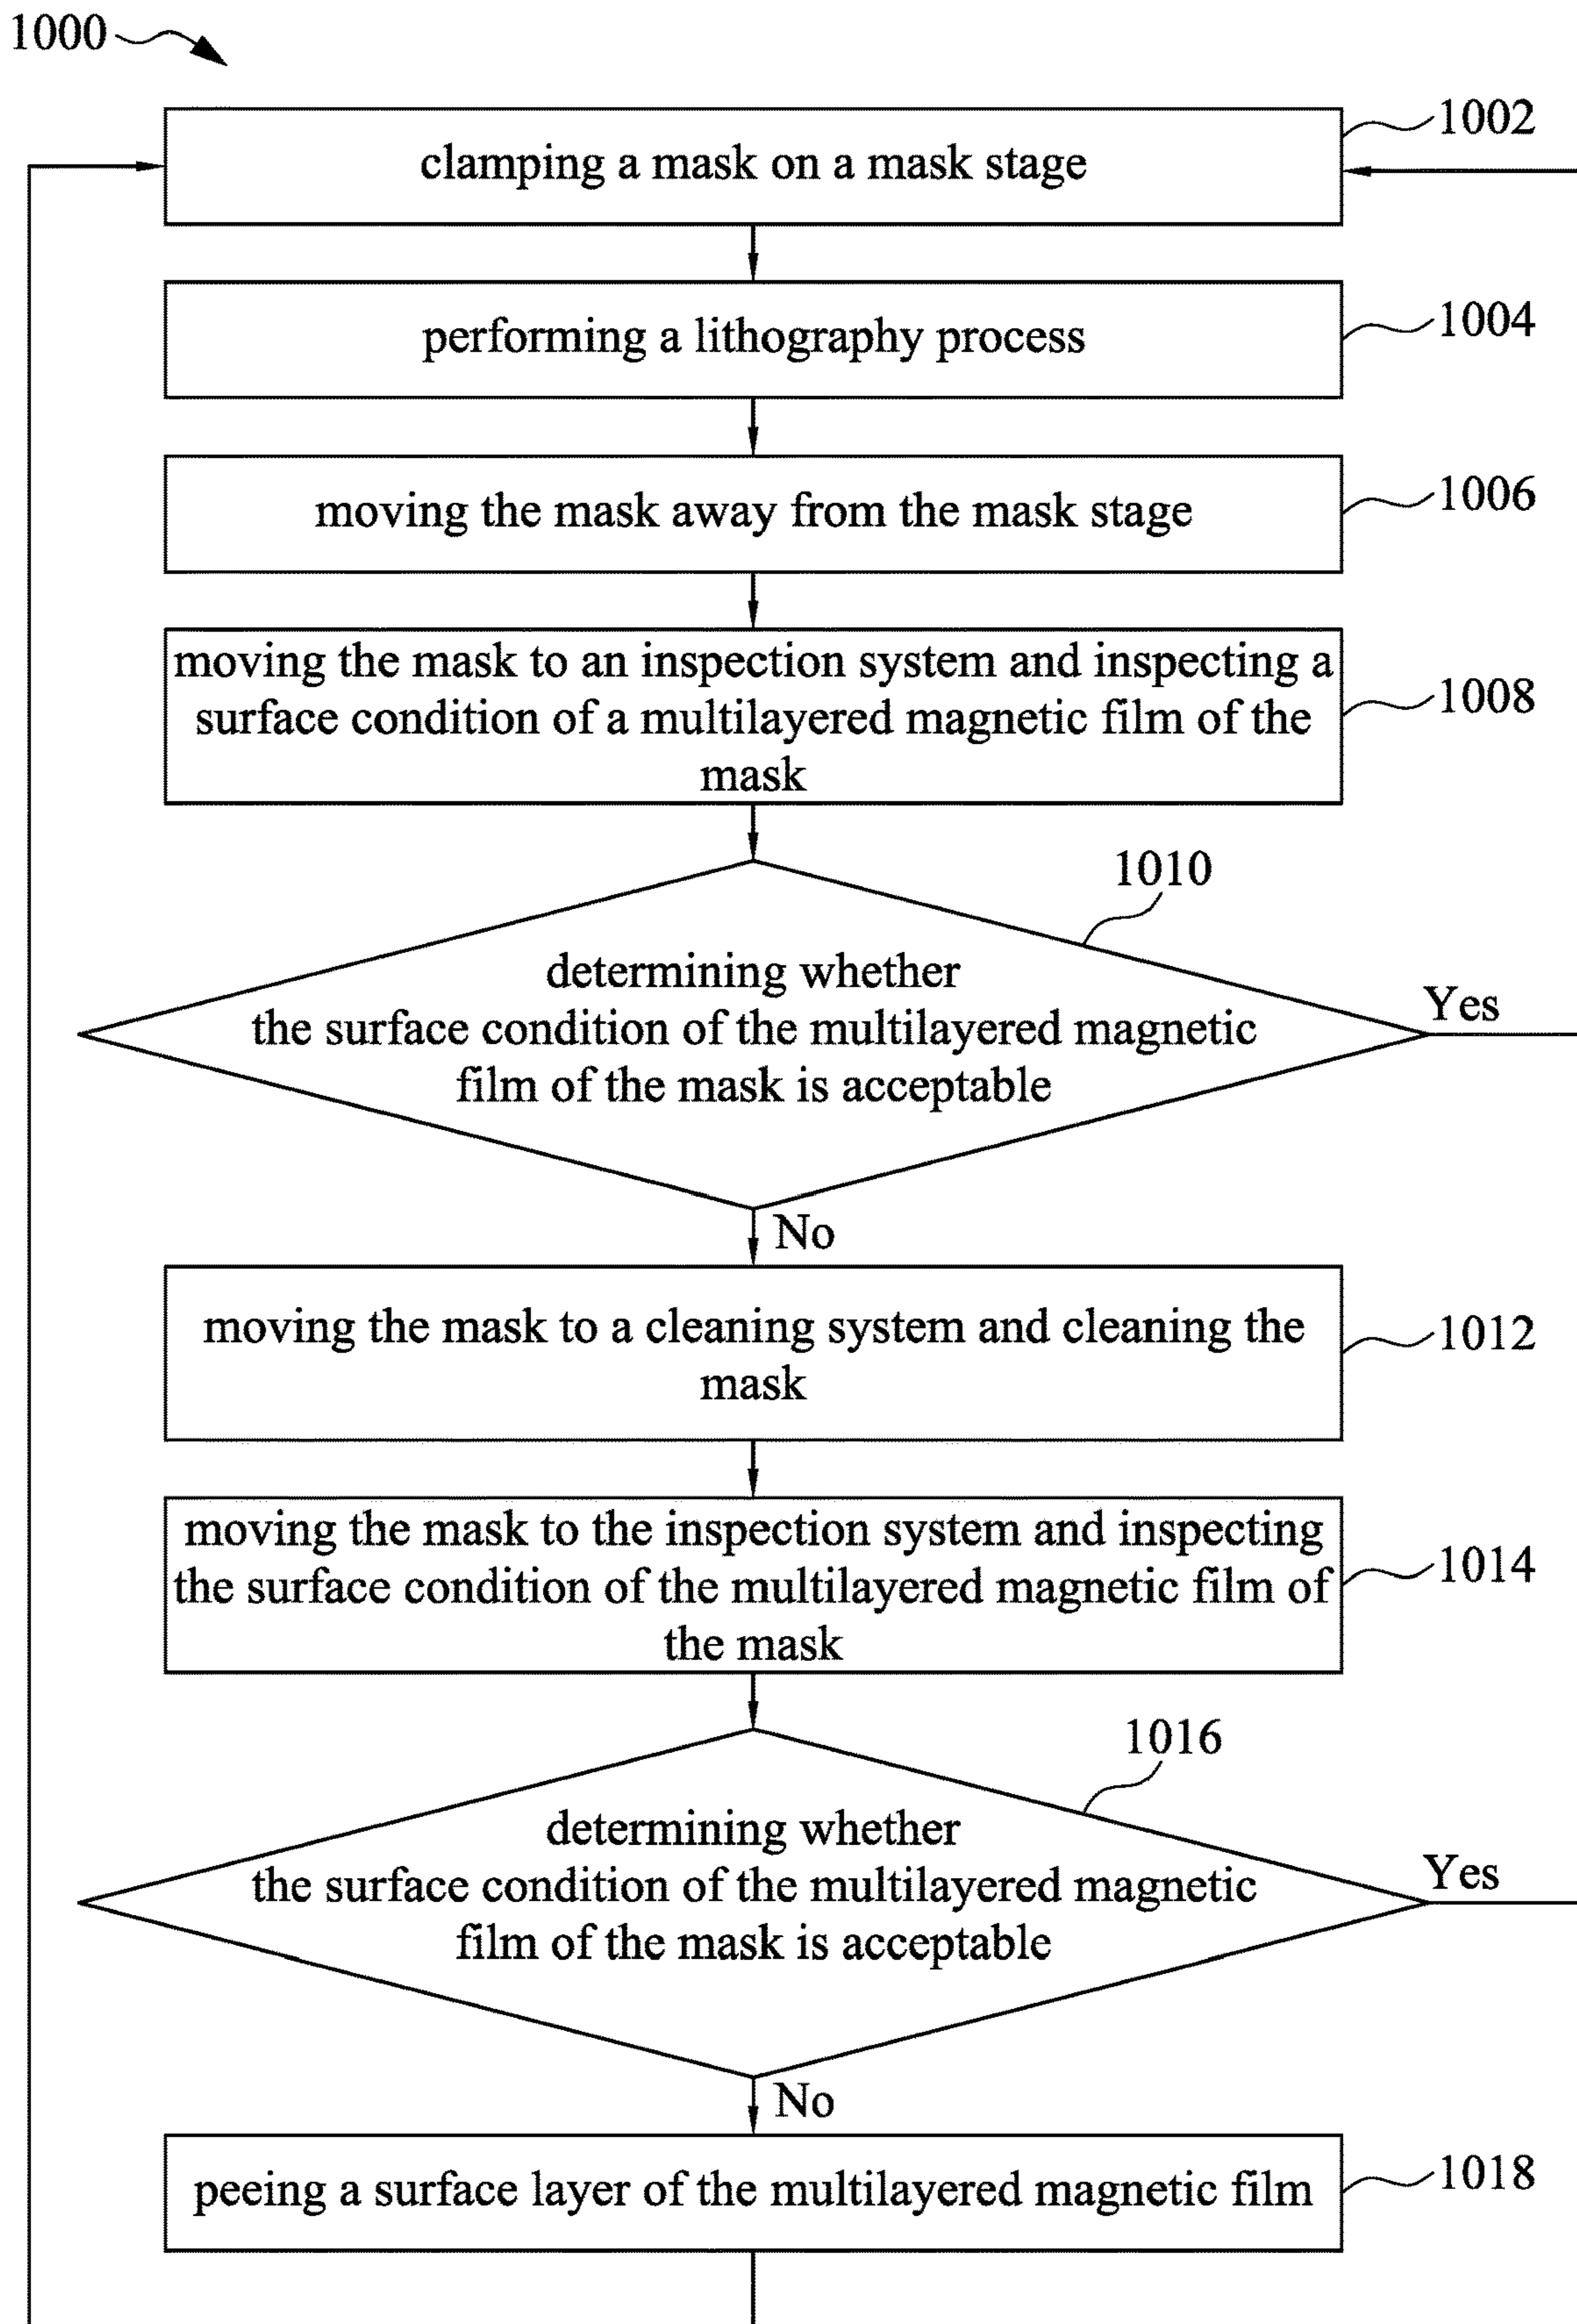 1000
clamping a mask on a mask stage
1002
performing a lithography process
1004
moving the mask away from the mask stage
1006
moving the mask to an inspection system and inspecting a
surface condition of a multilayered magnetic film of the
mask
1008
1010
determining whether
the surface condition of the multilayered magnetic
film of the mask is acceptable
Yes
No
moving the mask to a cleaning system and cleaning the
mask
1012
moving the mask to the inspection system and inspecting
the surface condition of the multilayered magnetic film of
the mask
1014
1016
determining whether
the surface condition of the multilayered magnetic
film of the mask is acceptable
Yes
No
peeing a surface layer of the multilayered magnetic film
1018